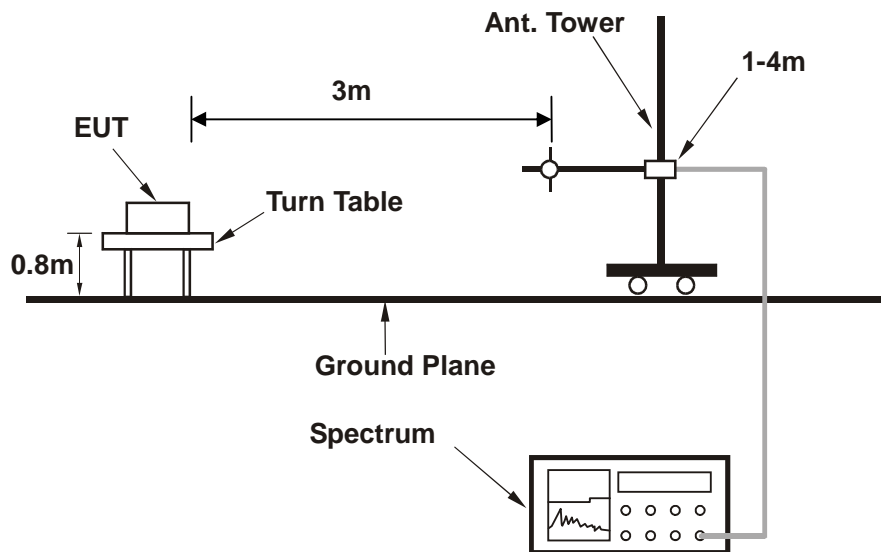 Ant. Tower
1-4m
3m
EUT
Turn Table
0.8m
Ground Plane
Spectrum